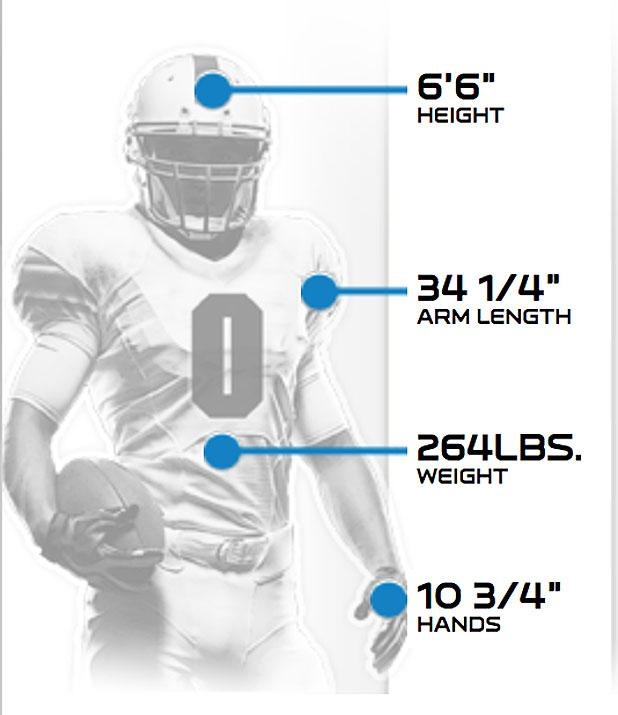 6'6"
HEIGHT
34 1/4"
ARM LENGTH
0
264LBS.
WEIGHT
10 3/4"
HANDS